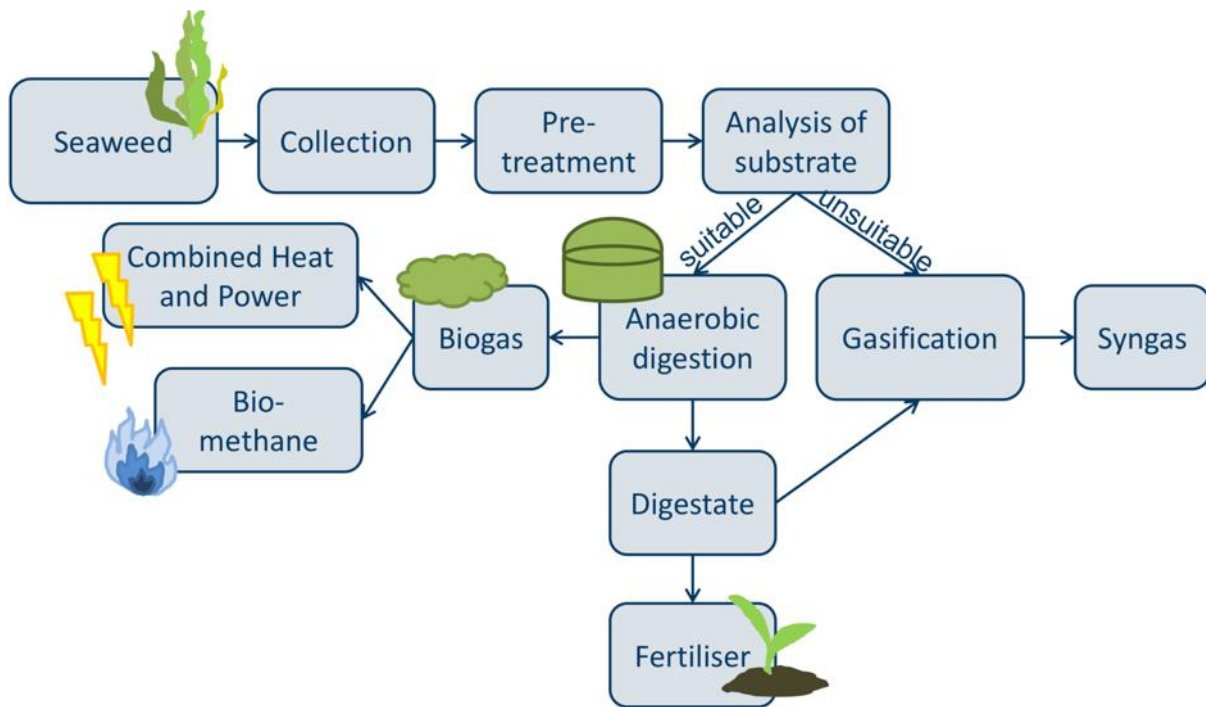 Seaweed
Collection
Pre-
treatment
Analysis of
substrate
suitable
unsuitable
Combined Heat
and Power
Biogas
Anaerobic
digestion
Gasification
Syngas
Bio-
methane
Digestate
Fertiliser